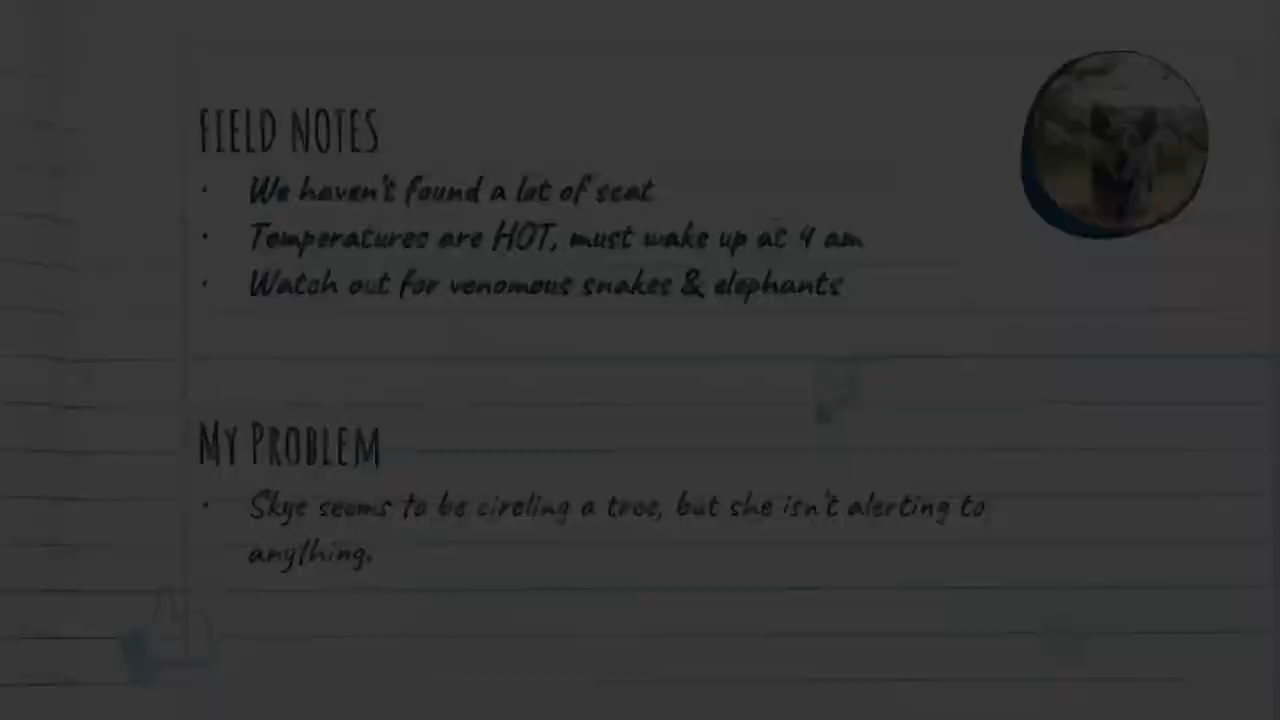 FIELD NOTES
• We haven't found a lot of scat
• Temperatures are HOT, must wake up at 4 am
• Watch out for venomous snakes & elephants
MY PROBLEM
• Skye seems to be circling a tree, but she isn't alerting to
anything.